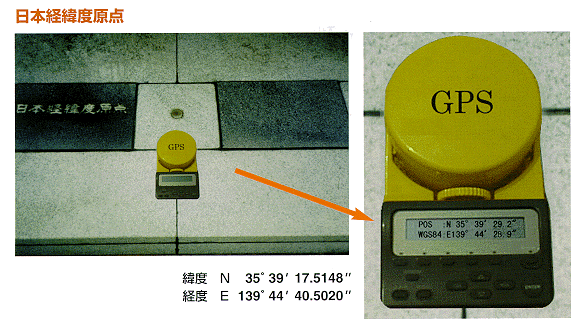 日本経緯度原点
日本経緯度原点
GPS
GPS
POS :N 35° 39′ 29.2″
WGS84:E139° 44′ 28.9″
緯度 N 35° 39′ 17.5148″
経度 E 139° 44′ 40.5020″